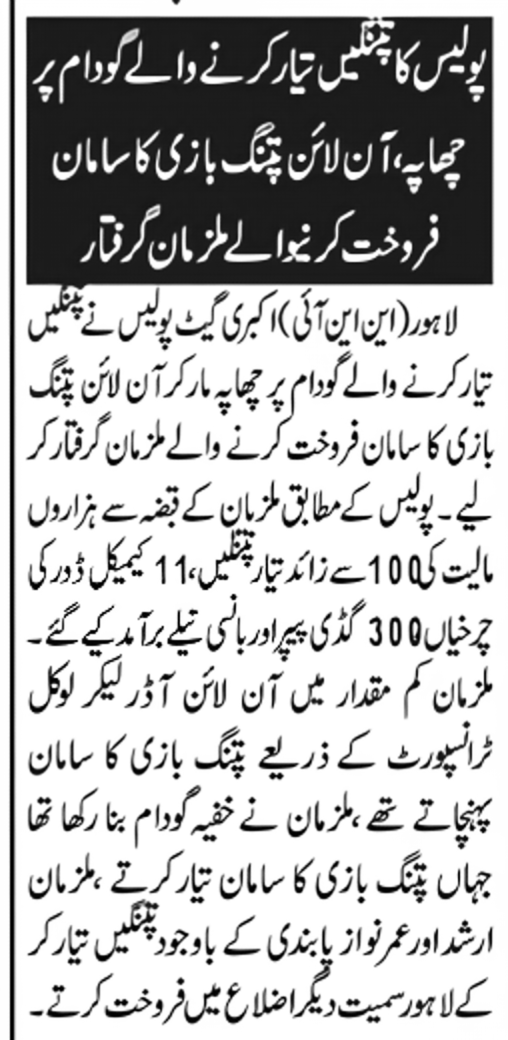 پولیس کا پتنگیں تیار کرنے والے گودام پر
چھاپہ، آن لائن پتنگ بازی کا سامان
فروخت کرنیوالے ملزمان گرفتار
لاہور (این این آئی) اکبری گیٹ پولیس نے پتنگیں
تیار کرنے والے گودام پر چھاپہ مار کر آن لائن پتنگ
بازی کا سامان فروخت کرنے والے ملزمان گرفتار کر
لیے۔ پولیس کے مطابق ملزمان کے قبضہ سے ہزاروں
مالیت کی 100 سے زائد تیار پتنگیں، 11 کیمیکل ڈور کی
چرخیاں 300 گڈی پیپر اور بانسی تیلے برآمد کیے گئے۔
ملزمان کم مقدار میں آن لائن آڈر لیکر لوکل
ٹرانسپورٹ کے ذریعے پتنگ بازی کا سامان
پہنچاتے تھے، ملزمان نے خفیہ گودام بنا رکھا تھا
جہاں پتنگ بازی کا سامان تیار کرتے، ملزمان
ارشد اور عمر نواز پابندی کے باوجود پتنگیں تیار کر
کے لاہور سمیت دیگر اضلاع میں فروخت کرتے۔